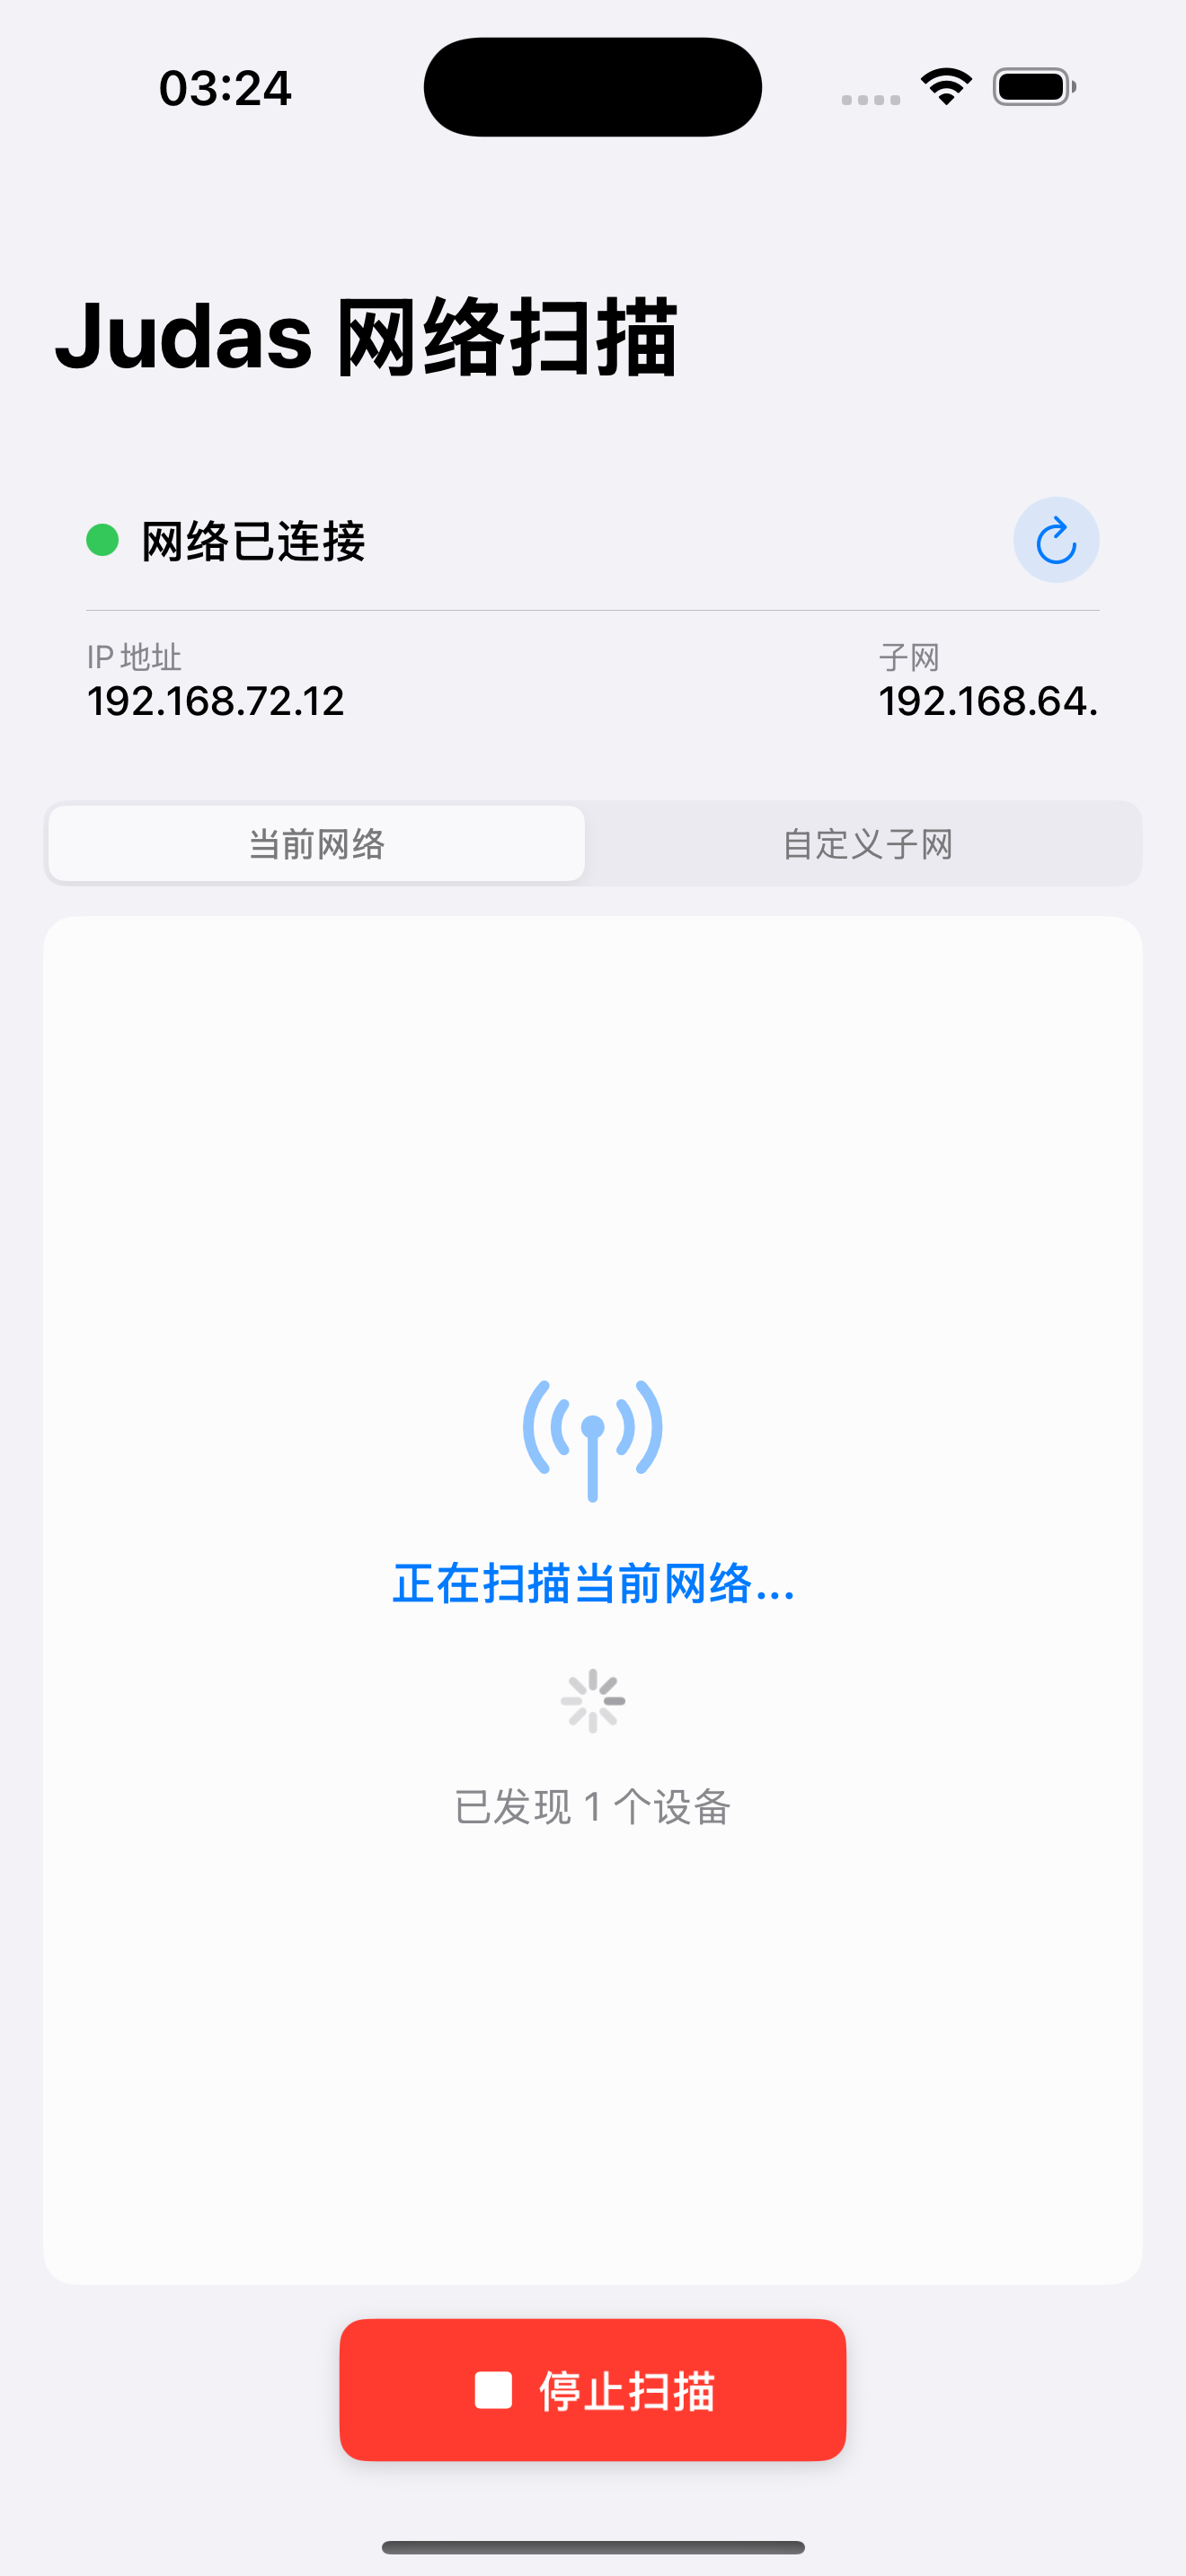 03:24
Judas 网络扫描
网络已连接
IP 地址
192.168.72.12
子网
192.168.64.
当前网络
自定义子网
正在扫描当前网络...
已发现 1 个设备
停止扫描